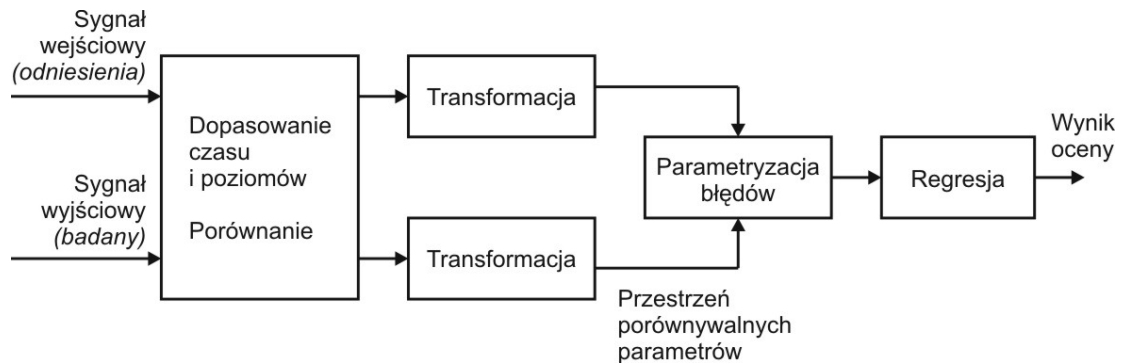 Sygnał
wejściowy
(odniesienia)
Sygnał
wyjściowy
(badany)
Dopasowanie
czasu
i poziomów
Porównanie
Transformacja
Transformacja
Przestrzeń
porównywalnych
parametrów
Parametryzacja
błędów
Regresja
Wynik
oceny